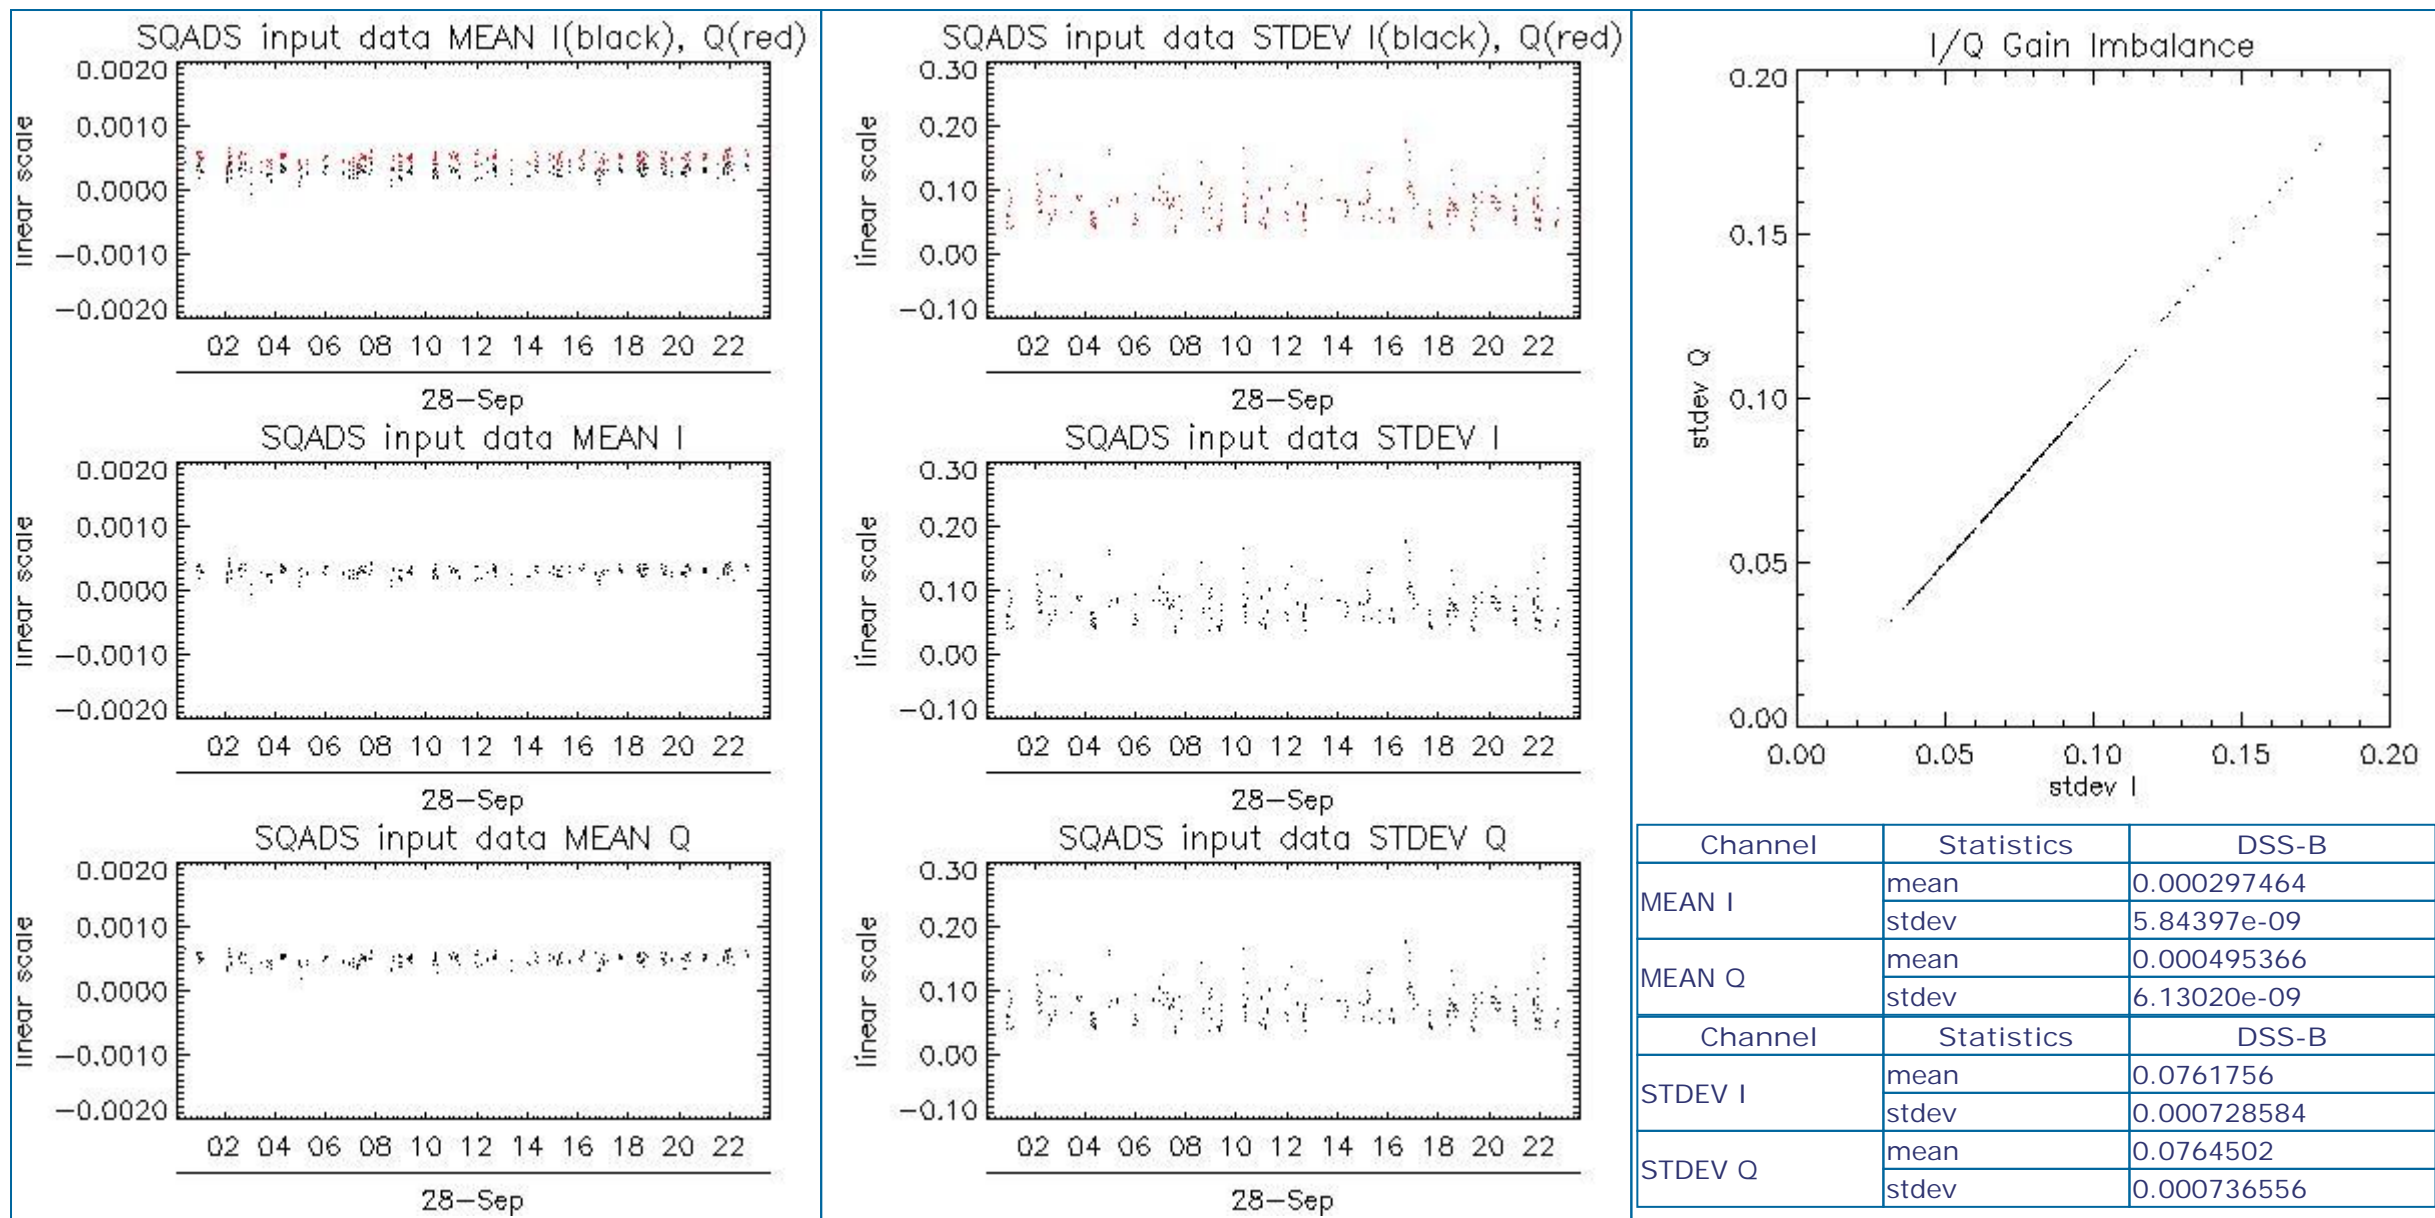 SQADS input data MEAN I(black), Q(red)
linear scale
0.0020
0.0010
0.0000
−0.0010
−0.0020
02 04 06 08 10 12 14 16 18 20 22
28−Sep
SQADS input data MEAN I
linear scale
0.0020
0.0010
0.0000
−0.0010
−0.0020
02 04 06 08 10 12 14 16 18 20 22
28−Sep
SQADS input data MEAN Q
linear scale
0.0020
0.0010
0.0000
−0.0010
−0.0020
02 04 06 08 10 12 14 16 18 20 22
28−Sep
SQADS input data STDEV I(black), Q(red)
linear scale
0.30
0.20
0.10
0.00
−0.10
02 04 06 08 10 12 14 16 18 20 22
28−Sep
SQADS input data STDEV I
linear scale
0.30
0.20
0.10
0.00
−0.10
02 04 06 08 10 12 14 16 18 20 22
28−Sep
SQADS input data STDEV Q
linear scale
0.30
0.20
0.10
0.00
−0.10
02 04 06 08 10 12 14 16 18 20 22
28−Sep
I/Q Gain Imbalance
stdev Q
0.20
0.15
0.10
0.05
0.00
0.00 0.05 0.10 0.15 0.20
stdev I
Channel Statistics DSS-B
MEAN I mean 0.000297464
stdev 5.84397e-09
MEAN Q mean 0.000495366
stdev 6.13020e-09
Channel Statistics DSS-B
STDEV I mean 0.0761756
stdev 0.000728584
STDEV Q mean 0.0764502
stdev 0.000736556